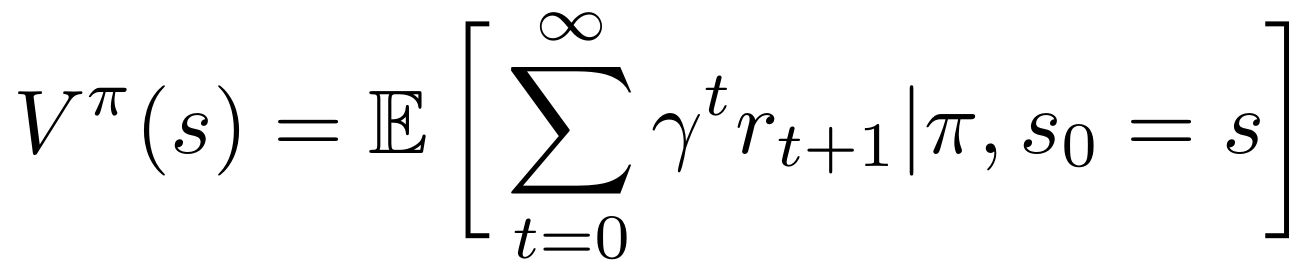 V^π(s) = 𝔼[∑_{t=0}^{∞} γ^t r_{t+1}|π, s_0 = s]